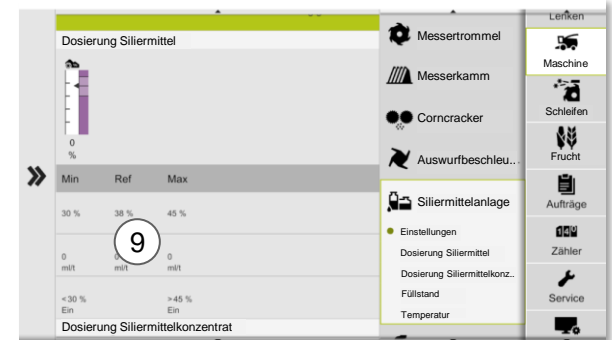 Dosierung Siliermittel
0
%
Min Ref Max
30 % 38 % 45 %
9
0 0 0
ml/t ml/t ml/t
<30 % >45 %
Ein Ein
Dosierung Siliermittelkonzentrat
Messertrommel
Messerkamm
Corncracker
Auswurfbeschleu...
Siliermittelanlage
Einstellungen
Dosierung Siliermittel
Dosierung Siliermittelkonz..
Füllstand
Temperatur
Lenken
Maschine
Schleifen
Frucht
Aufträge
Zähler
Service